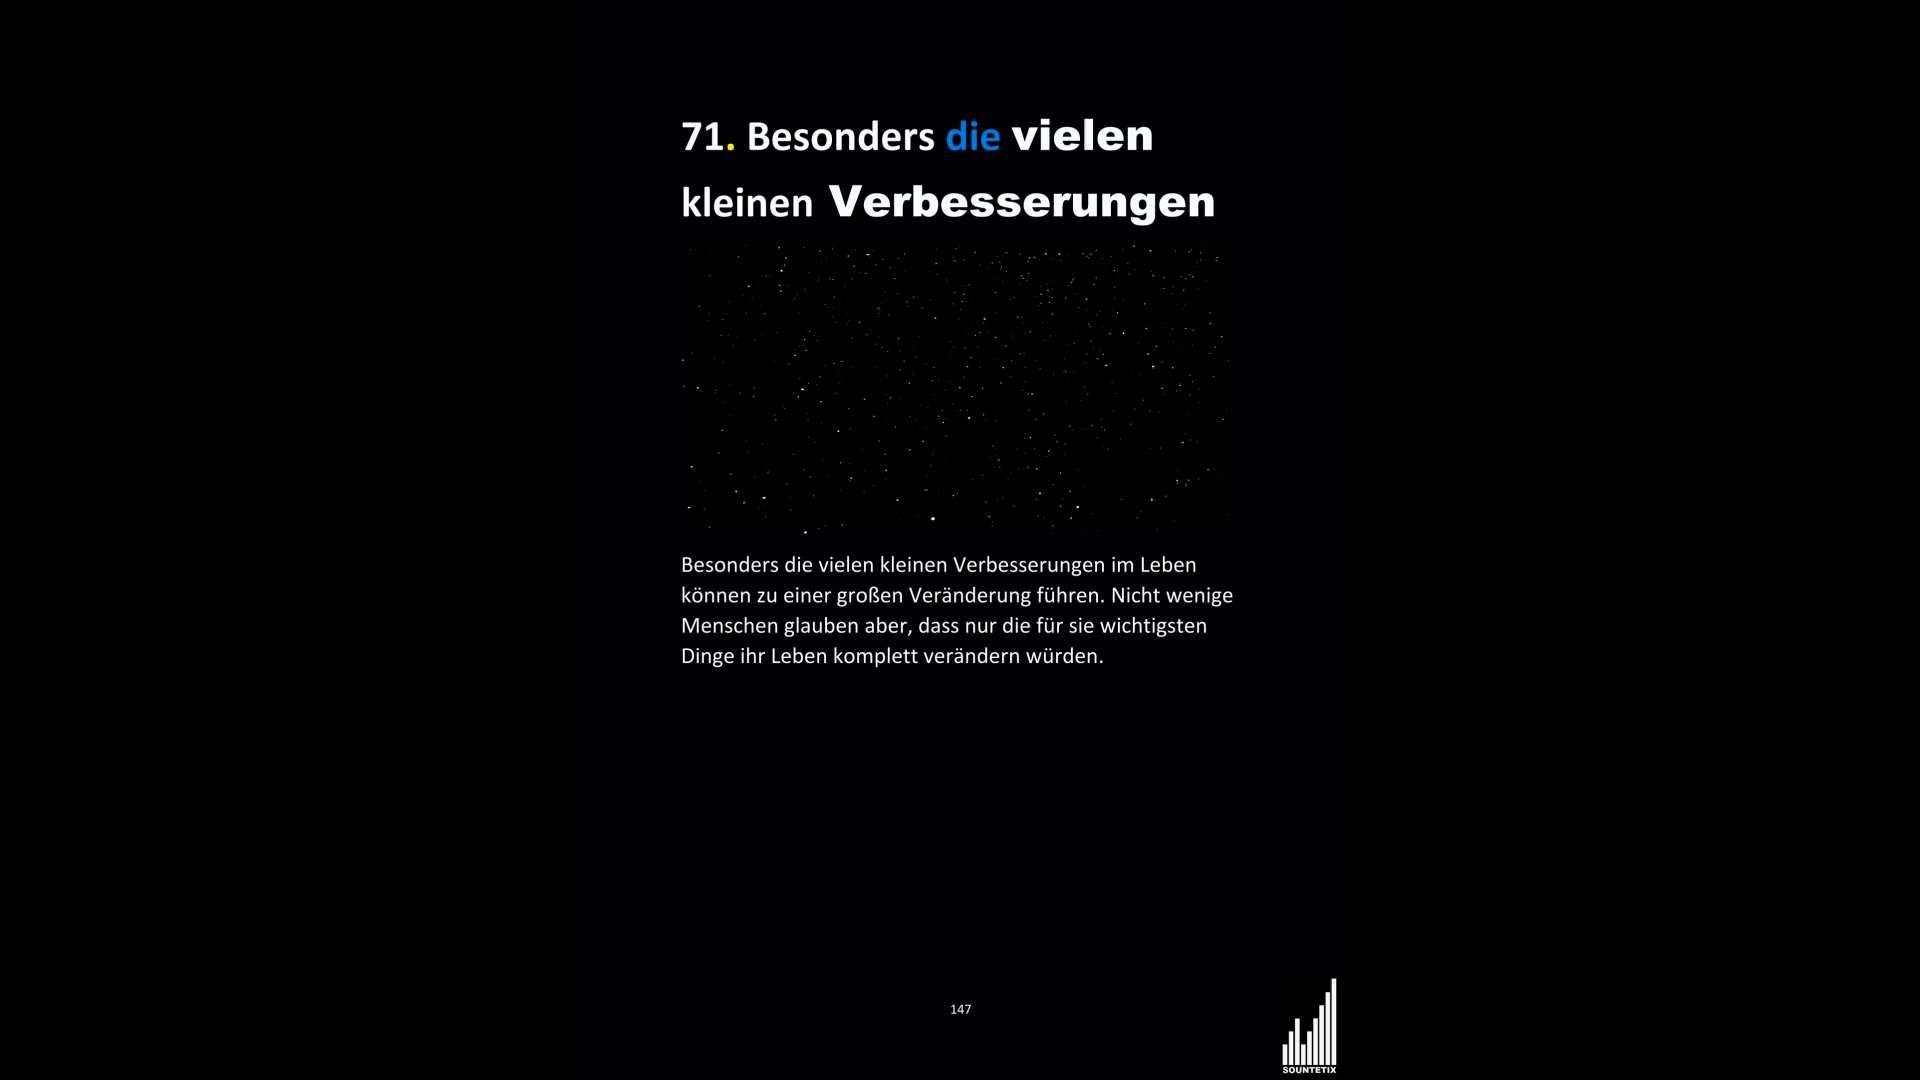 71. Besonders die vielen
kleinen Verbesserungen
Besonders die vielen kleinen Verbesserungen im Leben
können zu einer großen Veränderung führen. Nicht wenige
Menschen glauben aber, dass nur die für sie wichtigsten
Dinge ihr Leben komplett verändern würden.
147
SOUNTETIX